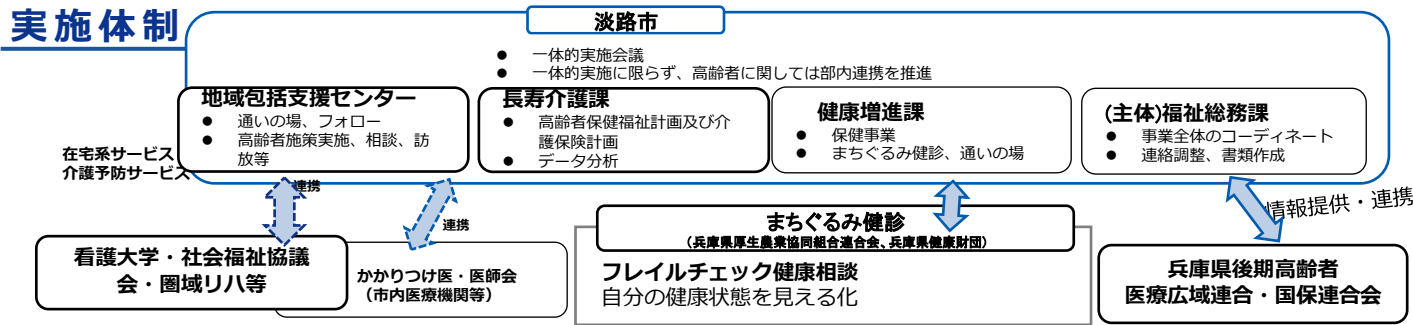 実施体制
淡路市
● 一体的実施会議
● 一体的実施に限らず、高齢者に関しては部内連携を推進
地域包括支援センター
● 通いの場、フォロー
● 高齢者施策実施、相談、訪
放等
長寿介護課
● 高齢者保健福祉計画及び介
護保険計画
● データ分析
健康増進課
● 保健事業
● まちぐるみ健診、通いの場
(主体)福祉総務課
● 事業全体のコーディネート
● 連絡調整、書類作成
在宅系サービス
介護予防サービス
連携
連携
情報提供・連携
看護大学・社会福祉協議
会・圏域リハ等
かかりつけ医・医師会
（市内医療機関等）
まちぐるみ健診
（兵庫県厚生農業協同組合連合会、兵庫県健康財団）
フレイルチェック健康相談
自分の健康状態を見える化
兵庫県後期高齢者
医療広域連合・国保連合会